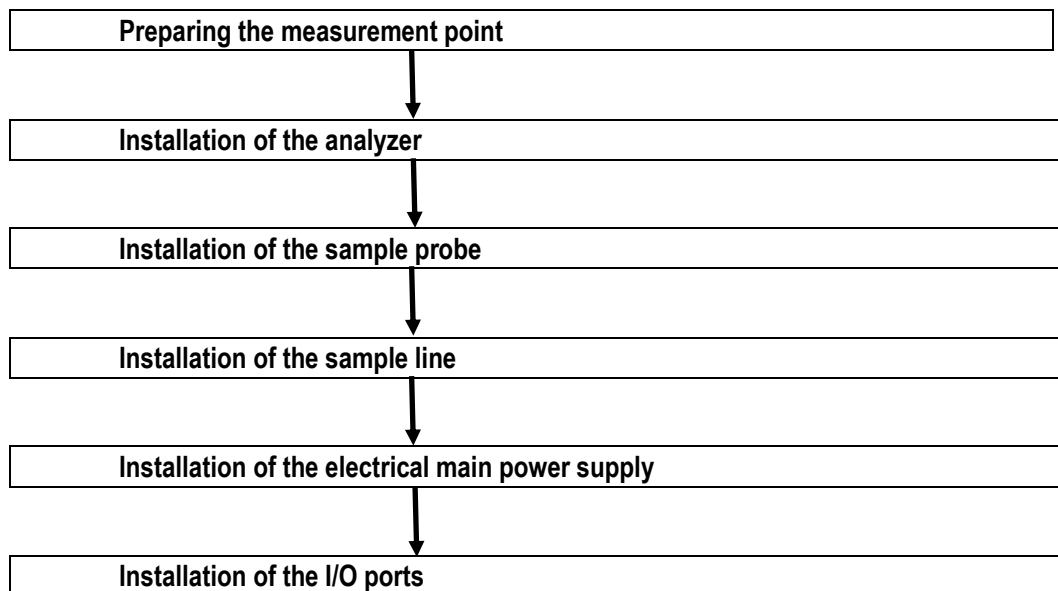 Preparing the measurement point
Installation of the analyzer
Installation of the sample probe
Installation of the sample line
Installation of the electrical main power supply
Installation of the I/O ports